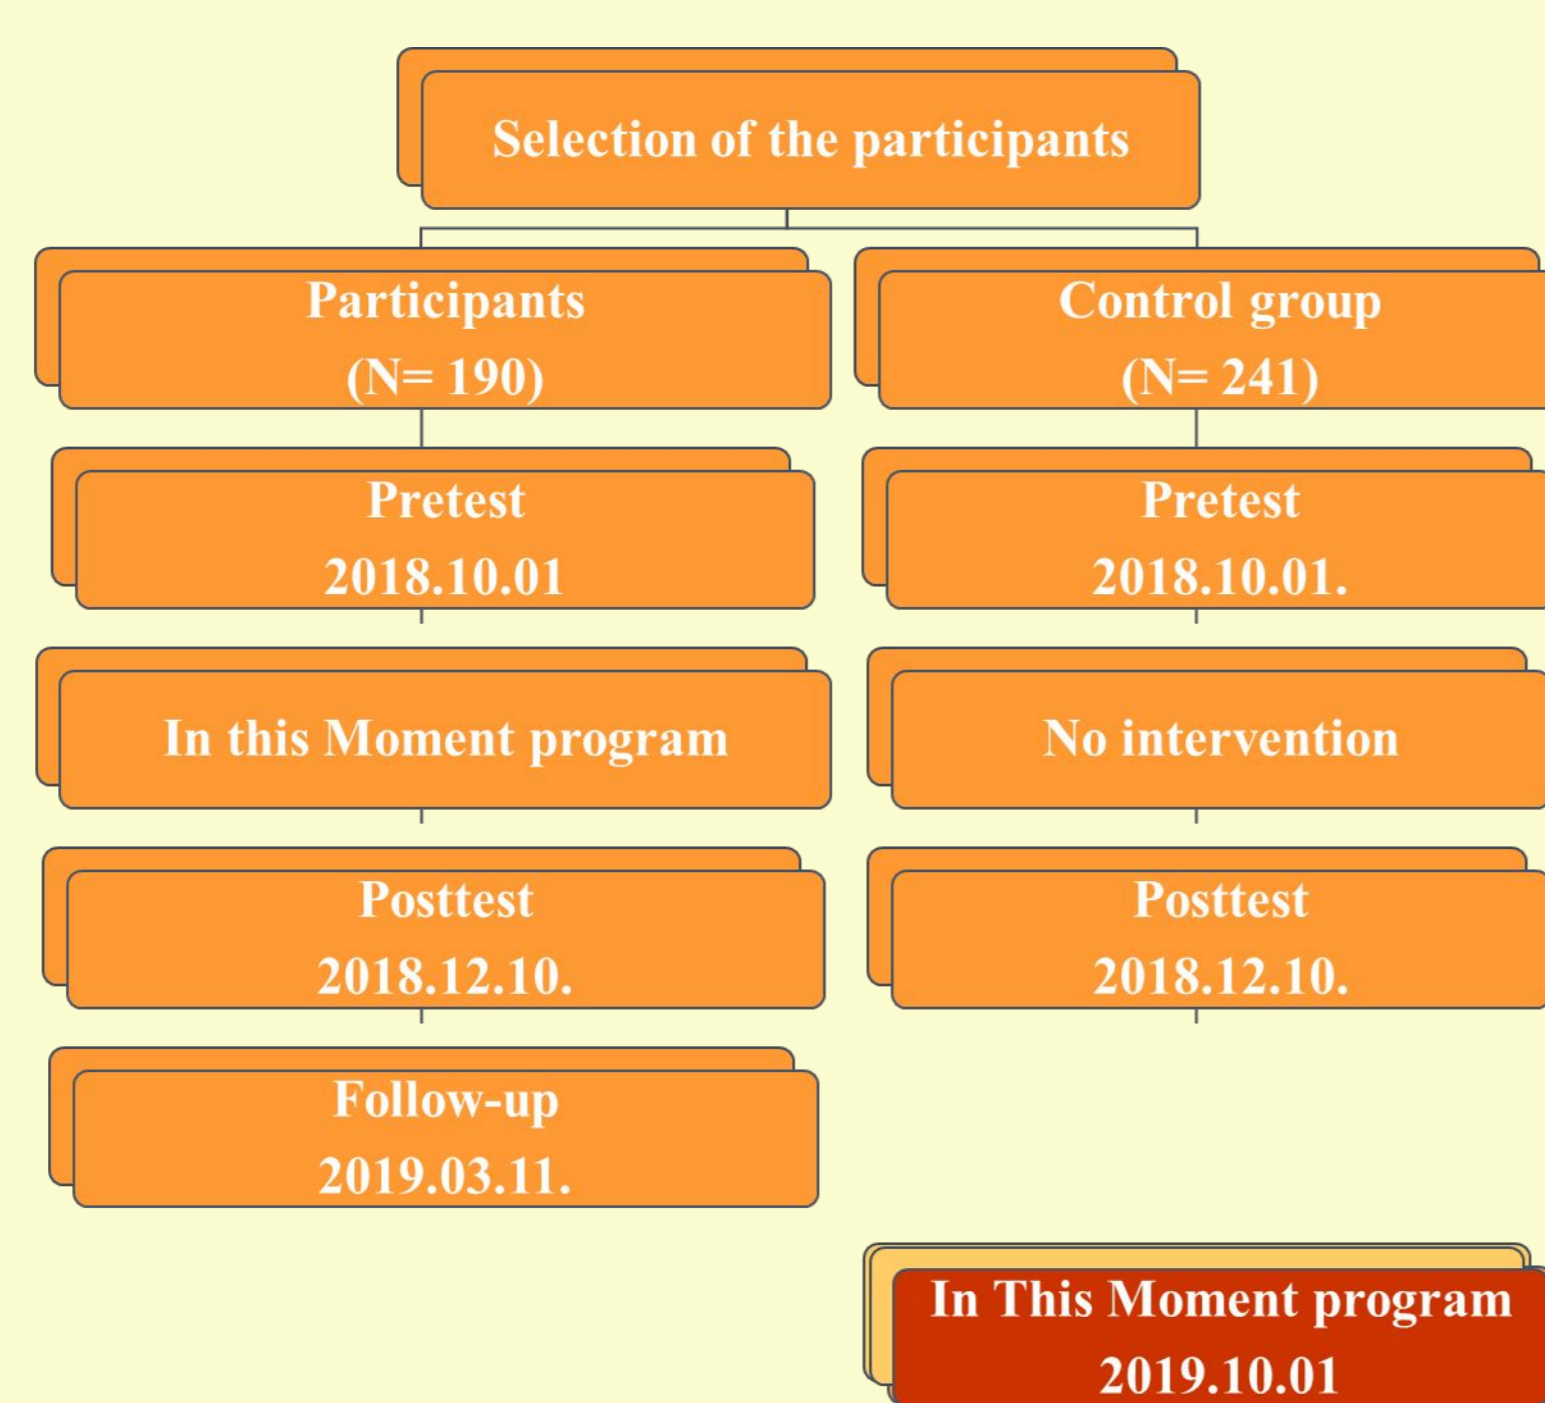 Selection of the participants
Participants
(N= 190)
Control group
(N= 241)
Pretest
2018.10.01
Pretest
2018.10.01.
In this Moment program
No intervention
Posttest
2018.12.10.
Posttest
2018.12.10.
Follow-up
2019.03.11.
In This Moment program
2019.10.01